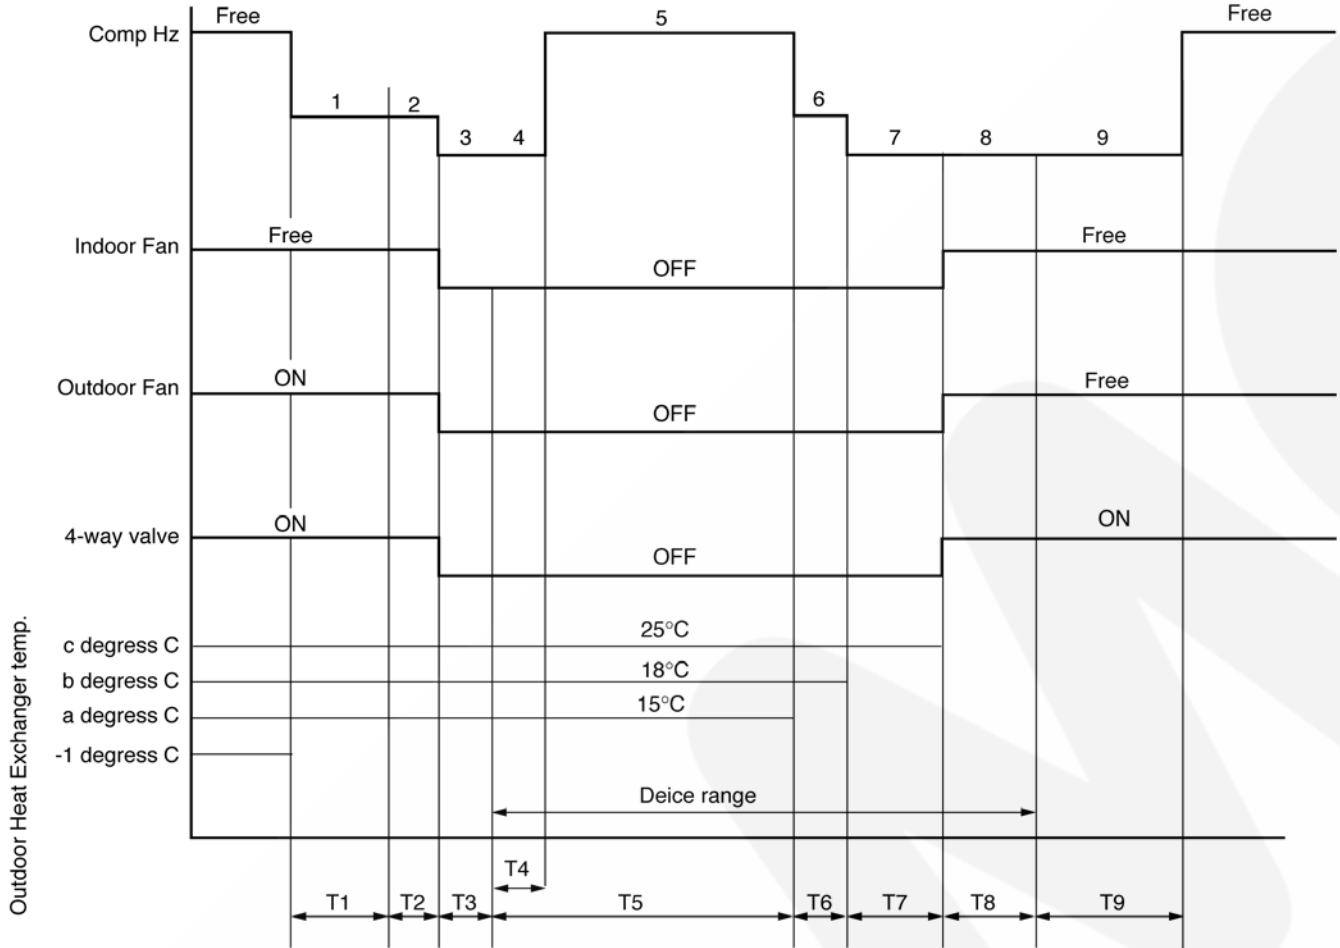 Free
5
Free
Comp Hz
1
2
6
3
4
7
8
9
Indoor Fan
Free
OFF
Free
Outdoor Fan
ON
OFF
Free
4-way valve
ON
OFF
ON
Outdoor Heat Exchanger temp.
c degress C
25°C
b degress C
18°C
a degress C
15°C
-1 degress C
Deice range
T4
T1
T2
T3
T5
T6
T7
T8
T9